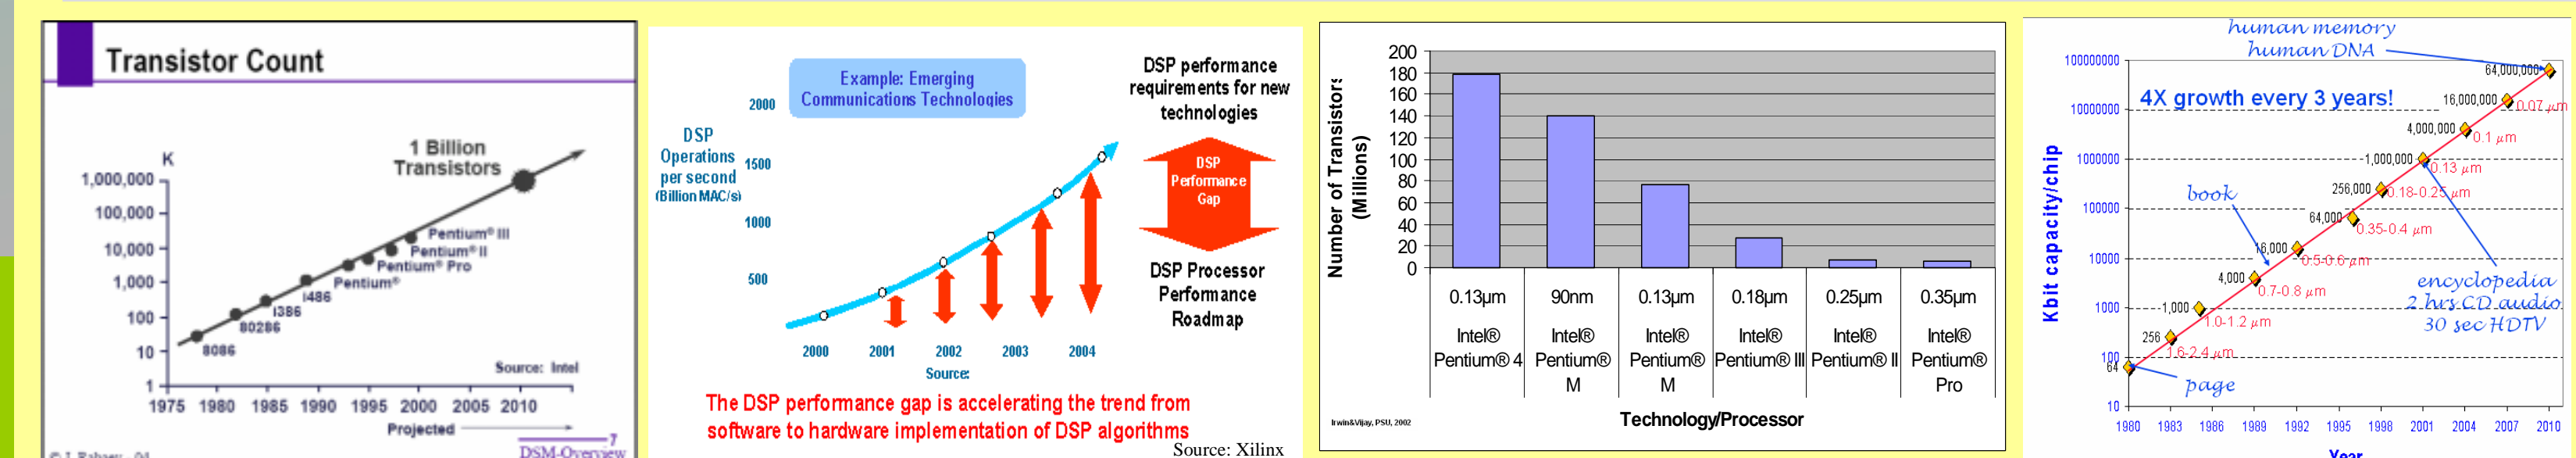 Transistor Count
K
1 Billion
Transistors
1,000,000
100,000
10,000
1,000
100
10
1
Pentium® III
Pentium® II
Pentium® Pro
Pentium®
i486
i386
80286
8086
Source: Intel
1975 1980 1985 1990 1995 2000 2005 2010
Projected
7
DSM-Overview
Example: Emerging
Communications Technologies
DSP
Operations
per second
(Billion MAC/s)
2000
1500
1000
500
2000 2001 2002 2003 2004
Source:
DSP performance
requirements for new
technologies
DSP
Performance
Gap
DSP Processor
Performance
Roadmap
The DSP performance gap is accelerating the trend from
software to hardware implementation of DSP algorithms
Source: Xilinx
Number of Transistors
(Millions)
200
180
160
140
120
100
80
60
40
20
0
0.13µm 90nm 0.13µm 0.18µm 0.25µm 0.35µm
Intel® Intel® Intel® Intel® Intel® Intel®
Pentium® 4 Pentium® Pentium® Pentium® III Pentium® II Pentium®
M M Pro
Technology/Processor
Irwin&Vijay, PSU, 2002
human memory
human DNA
4X growth every 3 years!
Kbit capacity/chip
100000000
10000000
1000000
100000
10000
1000
100
10
64,000,000
16,000,000
0.07 µm
4,000,000
0.1 µm
1,000,000
0.13 µm
256,000
0.18-0.25 µm
book
64,000
0.35-0.4 µm
16,000
0.5-0.6 µm
4,000
0.7-0.8 µm
encyclopedia
2 hrs CD audio
30 sec HDTV
1,000
1.0-1.2 µm
256
1.6-2.4 µm
64
page
1980 1983 1986 1989 1992 1995 1998 2001 2004 2007 2010
Year